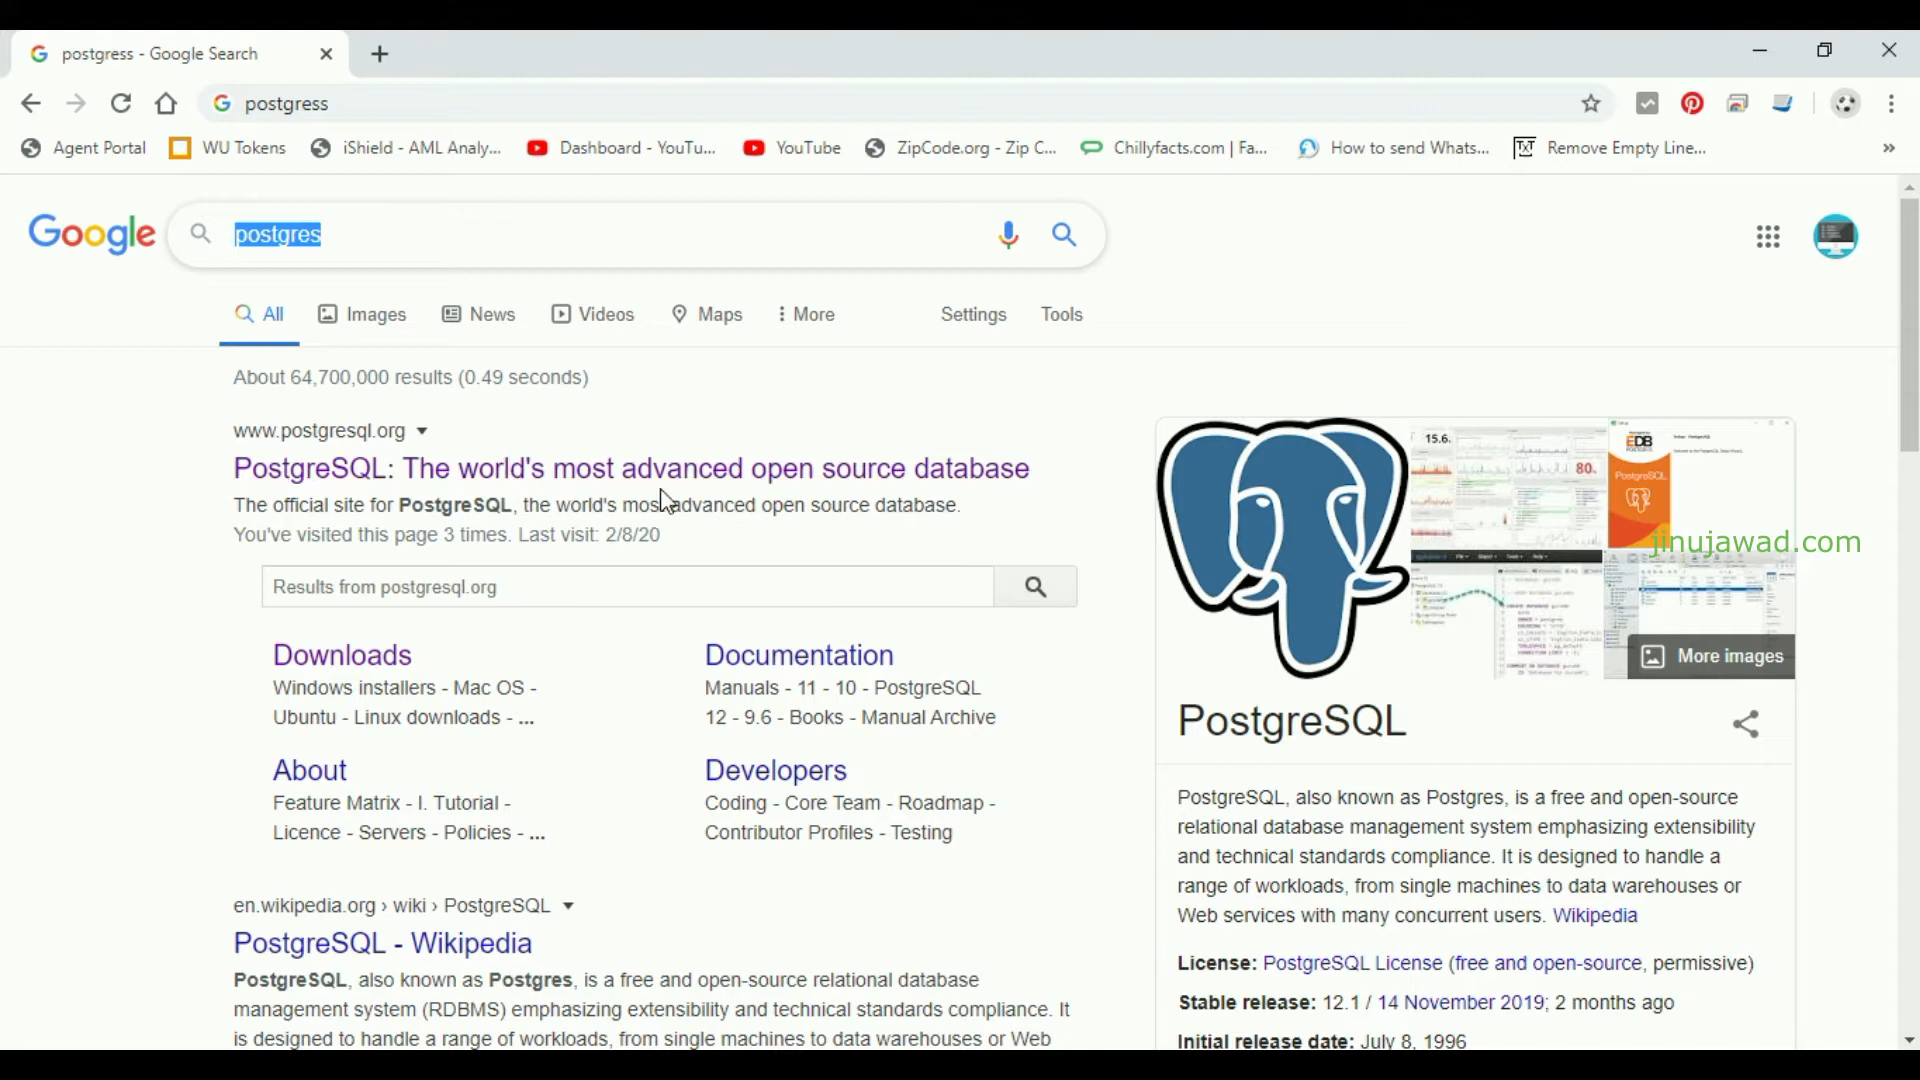 postgress - Google Search
postgress
Agent Portal WU Tokens iShield - AML Analy... Dashboard - YouTu... YouTube ZipCode.org - Zip C... Chillyfacts.com | Fa... How to send Whats... Remove Empty Line... »
Google postgres
All Images News Videos Maps More Settings Tools
About 64,700,000 results (0.49 seconds)
www.postgresql.org
PostgreSQL: The world's most advanced open source database
The official site for PostgreSQL, the world's most advanced open source database.
You've visited this page 3 times. Last visit: 2/8/20
Results from postgresql.org
Downloads
Windows installers - Mac OS -
Ubuntu - Linux downloads - ...
Documentation
Manuals - 11 - 10 - PostgreSQL
12 - 9.6 - Books - Manual Archive
About
Feature Matrix - I. Tutorial -
Licence - Servers - Policies - ...
Developers
Coding - Core Team - Roadmap -
Contributor Profiles - Testing
en.wikipedia.org › wiki › PostgreSQL
PostgreSQL - Wikipedia
PostgreSQL, also known as Postgres, is a free and open-source relational database
management system (RDBMS) emphasizing extensibility and technical standards compliance. It
is designed to handle a range of workloads, from single machines to data warehouses or Web
15.6.
80.
EDB
POSTGRES
PostgreSQL
jinujawad.com
More images
PostgreSQL
PostgreSQL, also known as Postgres, is a free and open-source
relational database management system emphasizing extensibility
and technical standards compliance. It is designed to handle a
range of workloads, from single machines to data warehouses or
Web services with many concurrent users. Wikipedia
License: PostgreSQL License (free and open-source, permissive)
Stable release: 12.1 / 14 November 2019; 2 months ago
Initial release date: July 8, 1996